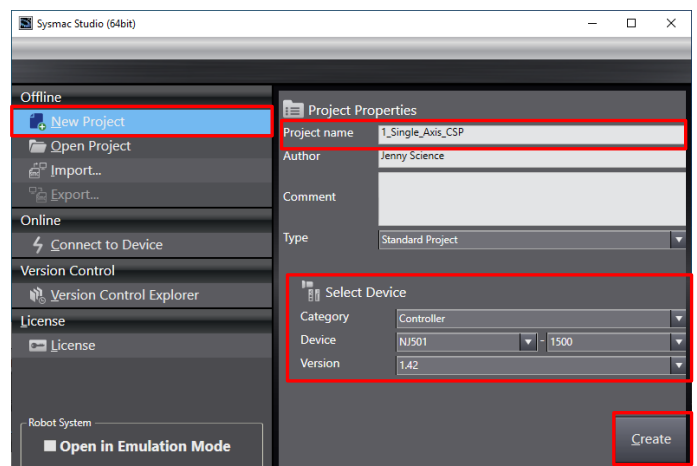 Sysmac Studio (64bit)
Offline
New Project
Open Project
Import...
Export...
Online
Connect to Device
Version Control
Version Control Explorer
License
License
Robot System
Open in Emulation Mode
Project Properties
Project name 1_Single_Axis_CSP
Author Jenny Science
Comment
Type Standard Project
Select Device
Category Controller
Device NJ501 - 1500
Version 1.42
Create